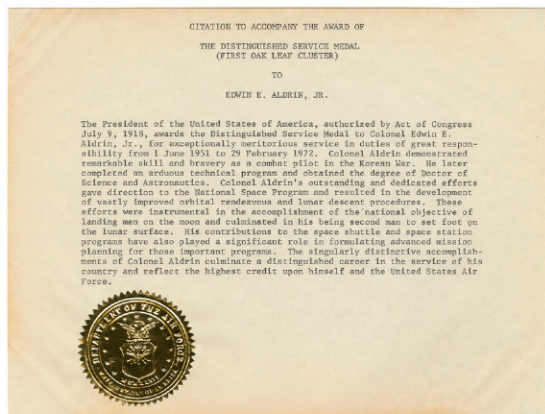 CITATION TO ACCOMPANY THE AWARD OF
THE DISTINGUISHED SERVICE MEDAL
(FIRST OAK LEAF CLUSTER)
TO
EDWIN E. ALDRIN, JR.
The President of the United States of America, authorized by Act of Congress
July 9, 1918, awards the Distinguished Service Medal to Colonel Edwin E.
Aldrin, Jr., for exceptionally meritorious service in duties of great respon-
sibility from 1 June 1951 to 29 February 1972. Colonel Aldrin demonstrated
remarkable skill and bravery as a combat pilot in the Korean War. He later
completed an arduous technical program and obtained the degree of Doctor of
Science and Astronautics. Colonel Aldrin's outstanding and dedicated efforts
gave direction to the National Space Program and resulted in the development
of vastly improved orbital rendezvous and lunar descent procedures. These
efforts were instrumental in the accomplishment of the national objective of
landing men on the moon and culminated in his being second man to set foot on
the lunar surface. His contributions to the space shuttle and space station
programs have also played a significant role in formulating advanced mission
planning for those important programs. The singularly distinctive accomplish-
ments of Colonel Aldrin culminate a distinguished career in the service of his
country and reflect the highest credit upon himself and the United States Air
Force.
DEPARTMENT OF THE AIR FORCE
UNITED STATES OF AMERICA